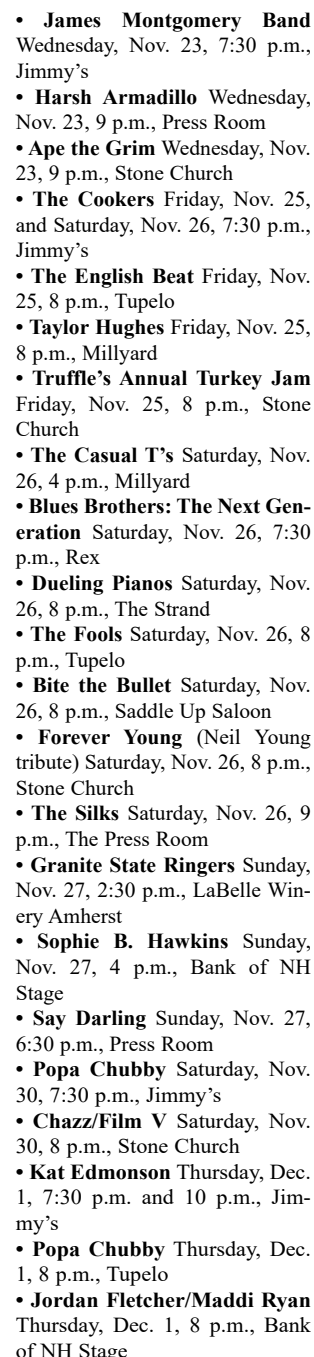 • James Montgomery Band
Wednesday, Nov. 23, 7:30 p.m.,
Jimmy’s
• Harsh Armadillo Wednesday,
Nov. 23, 9 p.m., Press Room
• Ape the Grim Wednesday, Nov.
23, 9 p.m., Stone Church
• The Cookers Friday, Nov. 25,
and Saturday, Nov. 26, 7:30 p.m.,
Jimmy’s
• The English Beat Friday, Nov.
25, 8 p.m., Tupelo
• Taylor Hughes Friday, Nov. 25,
8 p.m., Millyard
• Truffle’s Annual Turkey Jam
Friday, Nov. 25, 8 p.m., Stone
Church
• The Casual T’s Saturday, Nov.
26, 4 p.m., Millyard
• Blues Brothers: The Next Gen-
eration Saturday, Nov. 26, 7:30
p.m., Rex
• Dueling Pianos Saturday, Nov.
26, 8 p.m., The Strand
• The Fools Saturday, Nov. 26, 8
p.m., Tupelo
• Bite the Bullet Saturday, Nov.
26, 8 p.m., Saddle Up Saloon
• Forever Young (Neil Young
tribute) Saturday, Nov. 26, 8 p.m.,
Stone Church
• The Silks Saturday, Nov. 26, 9
p.m., The Press Room
• Granite State Ringers Sunday,
Nov. 27, 2:30 p.m., LaBelle Win-
ery Amherst
• Sophie B. Hawkins Sunday,
Nov. 27, 4 p.m., Bank of NH
Stage
• Say Darling Sunday, Nov. 27,
6:30 p.m., Press Room
• Popa Chubby Saturday, Nov.
30, 7:30 p.m., Jimmy’s
• Chazz/Film V Saturday, Nov.
30, 8 p.m., Stone Church
• Kat Edmonson Thursday, Dec.
1, 7:30 p.m. and 10 p.m., Jim-
my’s
• Popa Chubby Thursday, Dec.
1, 8 p.m., Tupelo
• Jordan Fletcher/Maddi Ryan
Thursday, Dec. 1, 8 p.m., Bank
of NH Stage